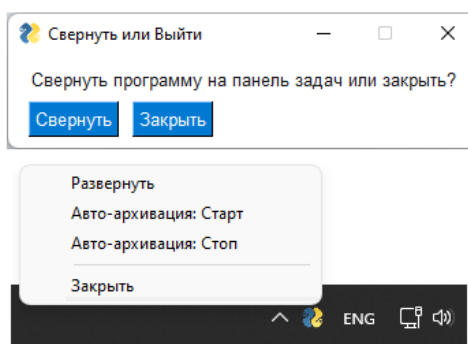 Свернуть или Выйти
Свернуть программу на панель задач или закрыть?
Свернуть Закрыть
Развернуть
Авто-архивация: Старт
Авто-архивация: Стоп
Закрыть
ENG